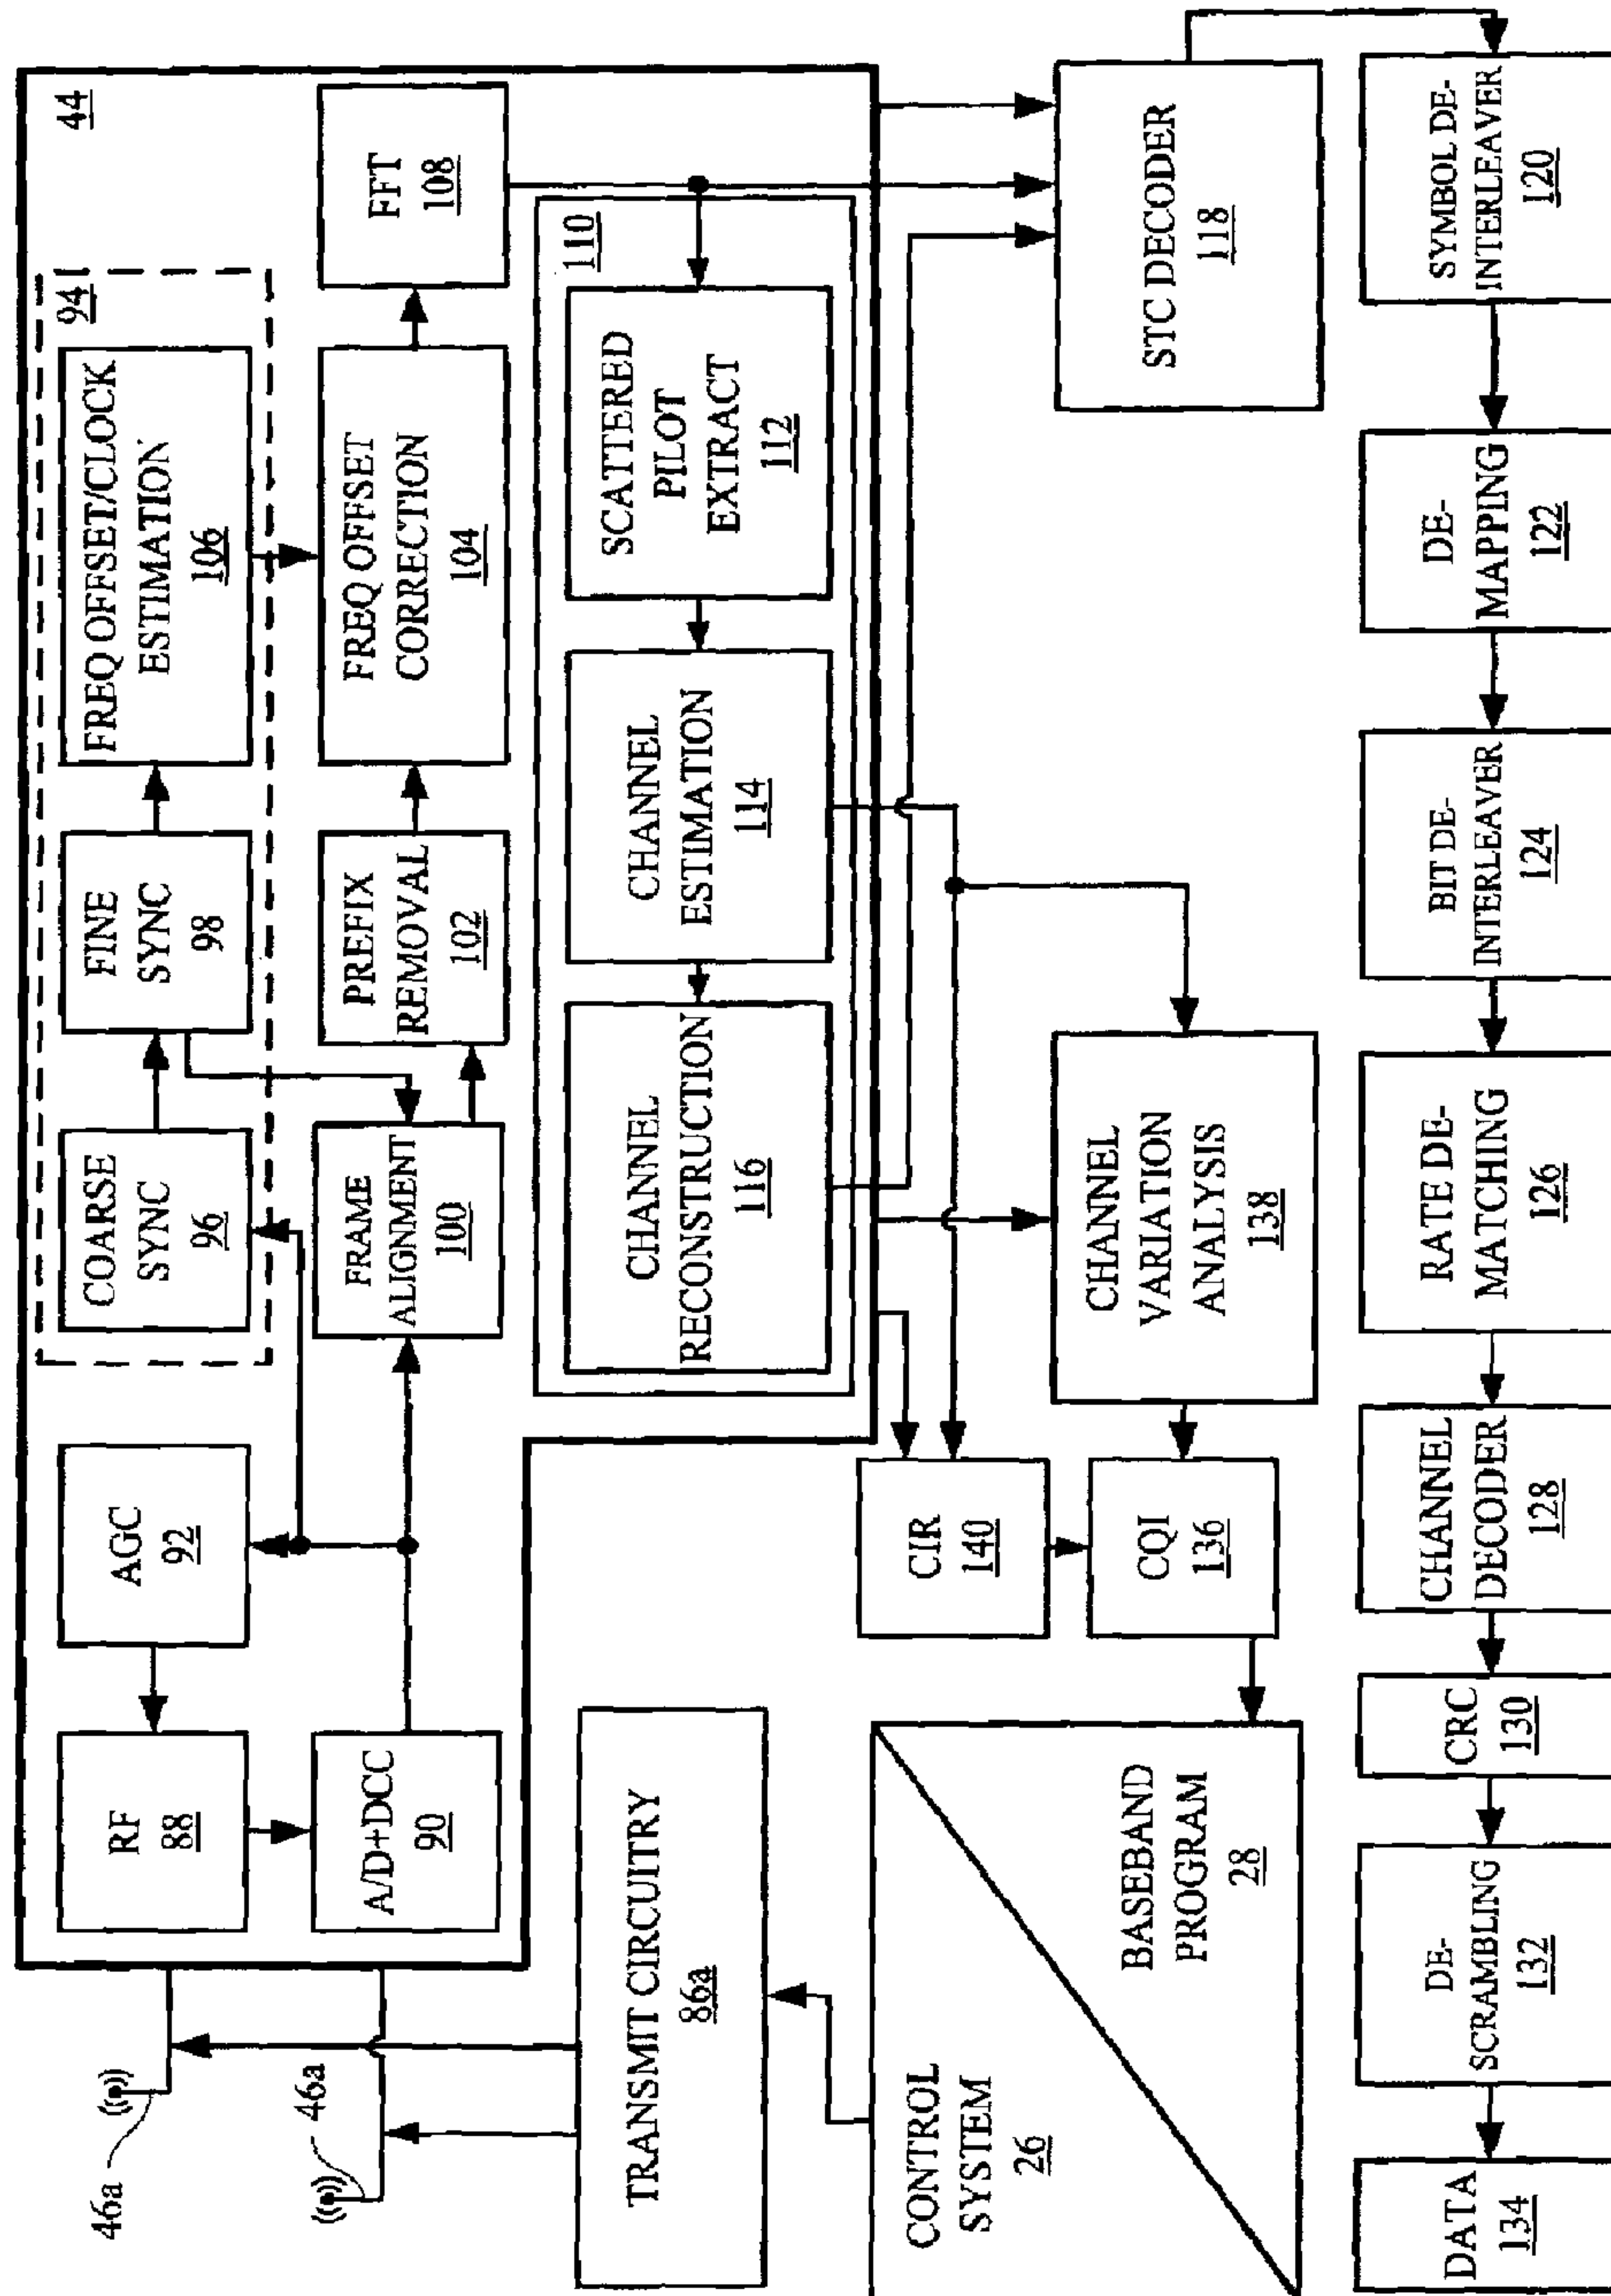 46a
46a
RF
88
A/D+DCC
90
AGC
92
COARSE
SYNC
96
FINE
SYNC
98
FREQ OFFSET/CLOCK
ESTIMATION
106
94
44
FRAME
ALIGNMENT
100
PREFIX
REMOVAL
102
FREQ OFFSET
CORRECTION
104
FFT
108
CHANNEL
RECONSTRUCTION
116
CHANNEL
ESTIMATION
114
SCATTERED
PILOT
EXTRACT
112
110
TRANSMIT CIRCUITRY
86a
CONTROL
SYSTEM
26
BASEBAND
PROGRAM
28
CIR
140
CQI
136
CHANNEL
VARIATION
ANALYSIS
138
STC DECODER
118
DATA
134
DE-
SCRAMBLING
132
CRC
130
CHANNEL
DECODER
128
RATE DE-
MATCHING
126
BIT DE-
INTERLEAVER
124
DE-
MAPPING
122
SYMBOL DE-
INTERLEAVER
120